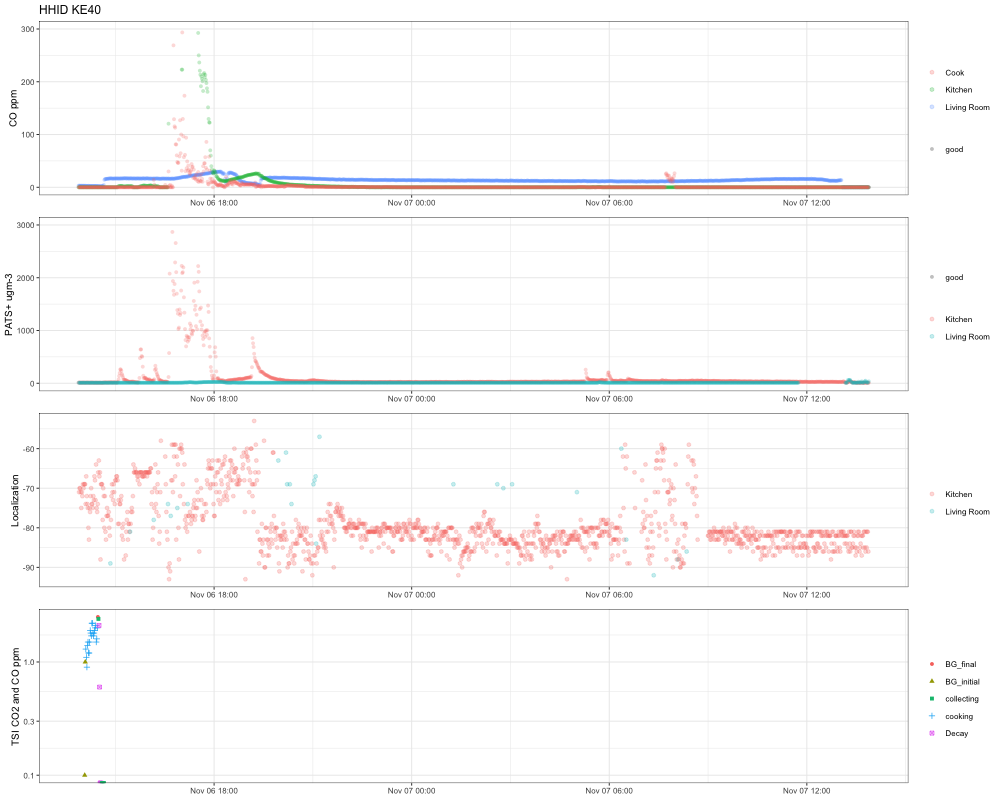 HHID KE40
CO ppm
300
200
100
0
Nov 06 18:00
Nov 07 00:00
Nov 07 06:00
Nov 07 12:00
Cook
Kitchen
Living Room
good
PATS+ ugm-3
3000
2000
1000
0
Nov 06 18:00
Nov 07 00:00
Nov 07 06:00
Nov 07 12:00
good
Kitchen
Living Room
Localization
-60
-70
-80
-90
Nov 06 18:00
Nov 07 00:00
Nov 07 06:00
Nov 07 12:00
Kitchen
Living Room
TSI CO2 and CO ppm
1.0
0.3
0.1
Nov 06 18:00
Nov 07 00:00
Nov 07 06:00
Nov 07 12:00
BG_final
BG_initial
collecting
cooking
Decay